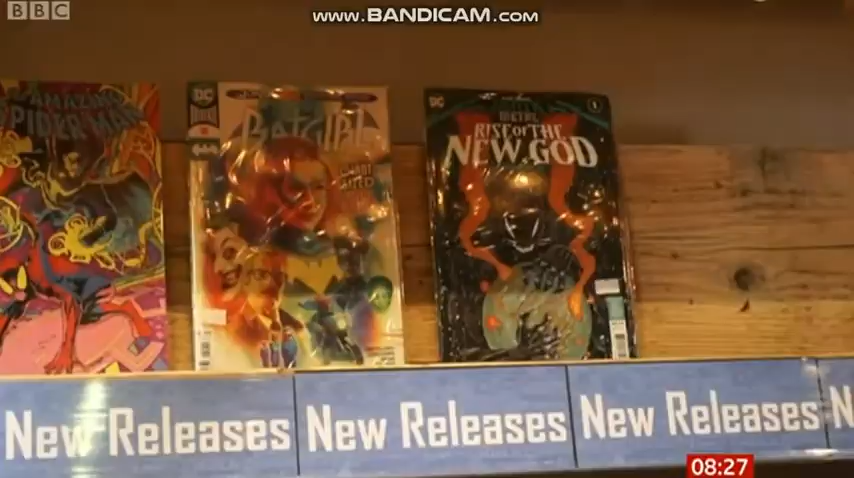 BBC
www.BANDICAM.com
AMAZING
SPIDER-MAN
DC
BATGIRL
DC
METAL
1
RISE OF THE
NEW GOD
New Releases
New Releases
New Releases
N
08:27